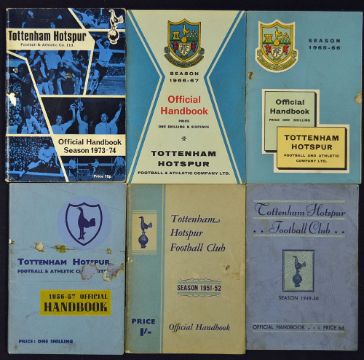 Tottenham Hotspur
Football & Athletic Co. Ltd.
Official Handbook
Season 1973-74
Price 15p
SEASON
1966-67
Official
Handbook
PRICE
ONE SHILLING & SIXPENCE
TOTTENHAM
HOTSPUR
FOOTBALL & ATHLETIC COMPANY LTD.
SEASON
1965-66
Official
Handbook
PRICE ONE SHILLING
TOTTENHAM
HOTSPUR
FOOTBALL AND ATHLETIC
COMPANY LTD.
TOTTENHAM HOTSPUR
FOOTBALL & ATHLETIC
1956-57 OFFICIAL
HANDBOOK
PRICE: ONE SHILLING
Tottenham
Hotspur
Football Club
SEASON 1951-52
PRICE
1/-
Official Handbook
Tottenham Hotspur
Football Club
SEASON 1949-50
OFFICIAL HANDBOOK
PRICE 6d.